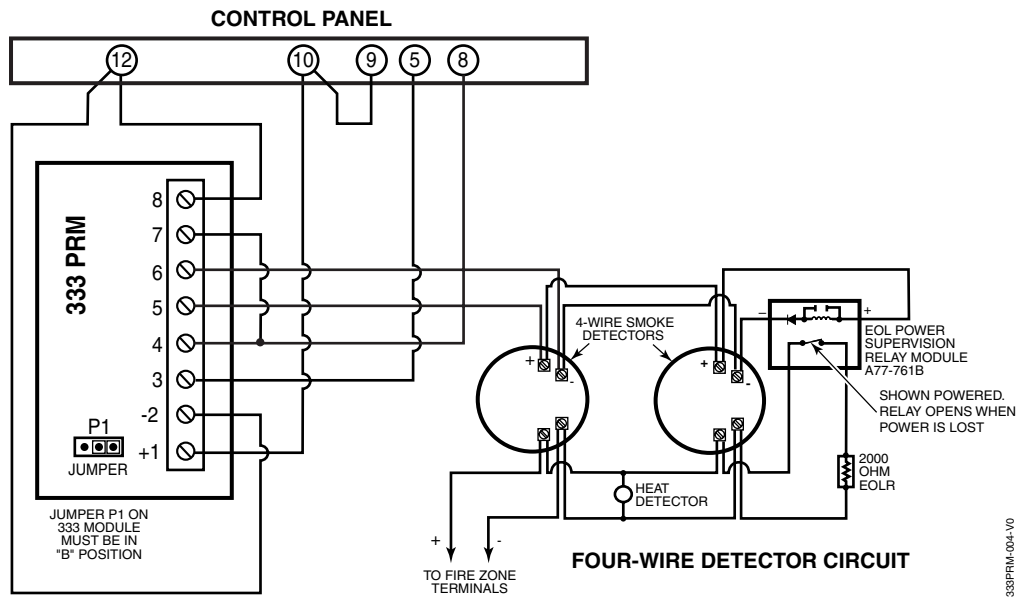 CONTROL PANEL
12
10
9
5
8
333 PRM
8
7
6
5
4
3
-2
+1
P1
JUMPER
JUMPER P1 ON
333 MODULE
MUST BE IN
"B" POSITION
4-WIRE SMOKE
DETECTORS
+
-
+
-
–
+
EOL POWER
SUPERVISION
RELAY MODULE
A77-761B
SHOWN POWERED.
RELAY OPENS WHEN
POWER IS LOST
2000
OHM
EOLR
HEAT
DETECTOR
+
-
TO FIRE ZONE
TERMINALS
FOUR-WIRE DETECTOR CIRCUIT
333PRM-004-V0